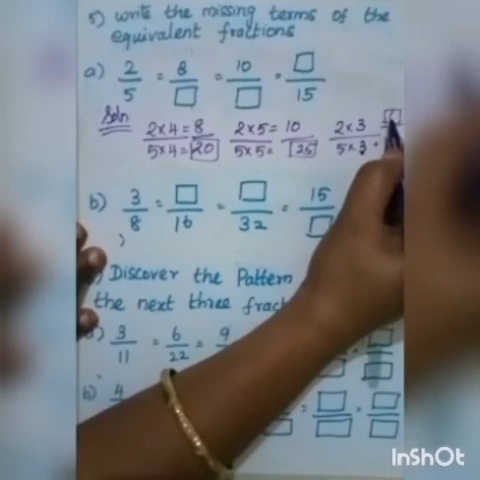 5) Write the missing terms of the
equivalent fractions
a) 2/5 = 8/□ = 10/□ = □/15
Soln 2×4=8/5×4=20 2×5=10/5×5=25 2×3/5×3
b) 3/8 = □/16 = □/32 = 15/□
Discover the Pattern
the next three
a) 3/11 = 6/22 = 9
b) 4 = □/□ = □/□
InShOt